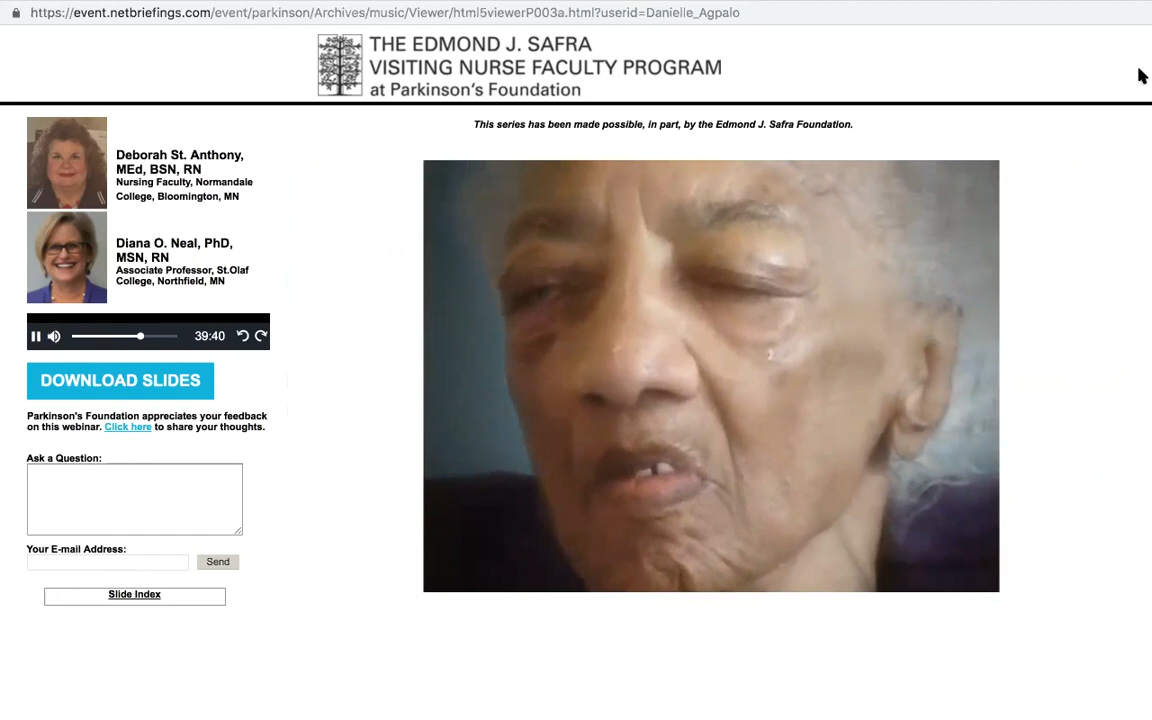 https://event.netbriefings.com/event/parkinson/Archives/music/Viewer/html5viewerP003a.html?userid=Danielle_Agpalo
THE EDMOND J. SAFRA
VISITING NURSE FACULTY PROGRAM
at Parkinson's Foundation
This series has been made possible, in part, by the Edmond J. Safra Foundation.
Deborah St. Anthony,
MEd, BSN, RN
Nursing Faculty, Normandale
College, Bloomington, MN
Diana O. Neal, PhD,
MSN, RN
Associate Professor, St.Olaf
College, Northfield, MN
39:40
DOWNLOAD SLIDES
Parkinson's Foundation appreciates your feedback
on this webinar. Click here to share your thoughts.
Ask a Question:
Your E-mail Address:
Send
Slide Index